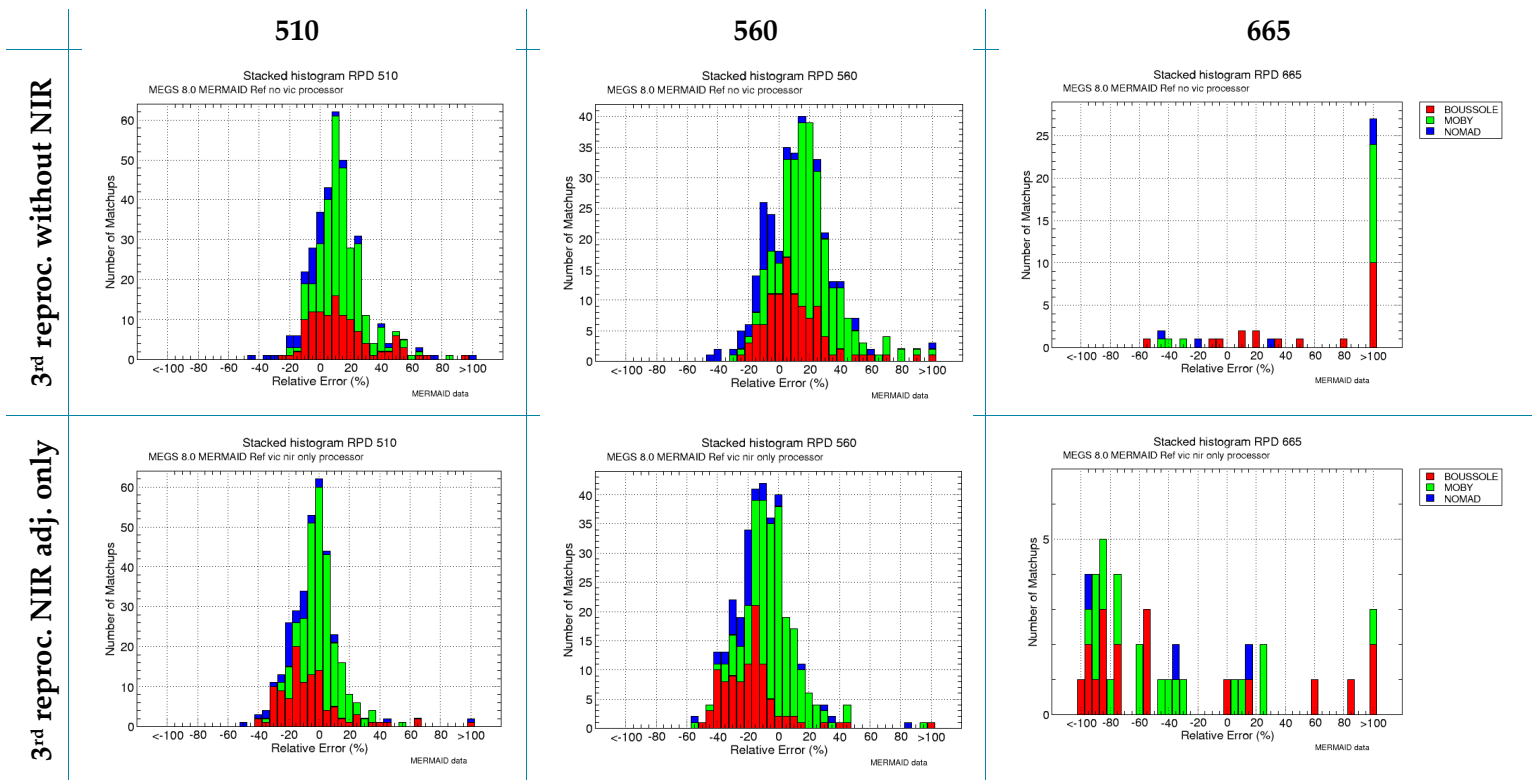 510
560
665
3rd reproc. without NIR
Stacked histogram RPD 510
MEGS 8.0 MERMAID Ref no vic processor
Number of Matchups
60
50
40
30
20
10
0
<-100 -80 -60 -40 -20 0 20 40 60 80 >100
Relative Error (%)
MERMAID data
Stacked histogram RPD 560
MEGS 8.0 MERMAID Ref no vic processor
Number of Matchups
40
35
30
25
20
15
10
5
0
<-100 -80 -60 -40 -20 0 20 40 60 80 >100
Relative Error (%)
MERMAID data
Stacked histogram RPD 665
MEGS 8.0 MERMAID Ref no vic processor
Number of Matchups
25
20
15
10
5
0
<-100 -80 -60 -40 -20 0 20 40 60 80 >100
Relative Error (%)
MERMAID data
BOUSSOLE
MOBY
NOMAD
3rd reproc. NIR adj. only
Stacked histogram RPD 510
MEGS 8.0 MERMAID Ref vic nir only processor
Number of Matchups
60
50
40
30
20
10
0
<-100 -80 -60 -40 -20 0 20 40 60 80 >100
Relative Error (%)
MERMAID data
Stacked histogram RPD 560
MEGS 8.0 MERMAID Ref vic nir only processor
Number of Matchups
40
35
30
25
20
15
10
5
0
<-100 -80 -60 -40 -20 0 20 40 60 80 >100
Relative Error (%)
MERMAID data
Stacked histogram RPD 665
MEGS 8.0 MERMAID Ref vic nir only processor
Number of Matchups
5
0
<-100 -80 -60 -40 -20 0 20 40 60 80 >100
Relative Error (%)
MERMAID data
BOUSSOLE
MOBY
NOMAD